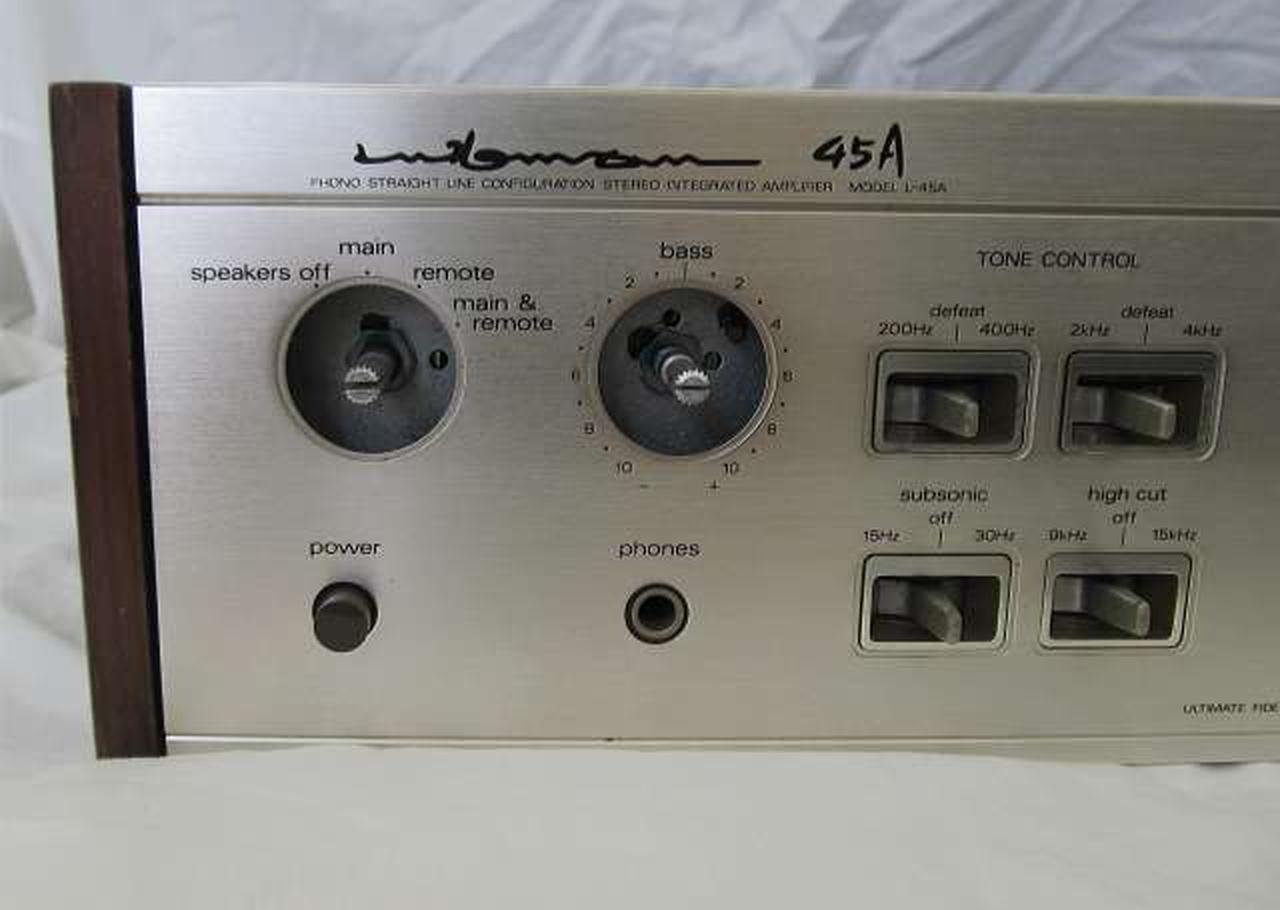 luxman 45A
PHONO STRAIGHT LINE CONFIGURATION STEREO INTEGRATED AMPLIFIER MODEL L-45A
main
speakers off
remote
main &
remote
bass
2 2
4 4
6 6
8 8
10 10
- +
TONE CONTROL
defeat
200Hz 400Hz
defeat
2kHz 4kHz
subsonic
off
15Hz 30Hz
high cut
off
9kHz 15kHz
power
phones
ULTIMATE